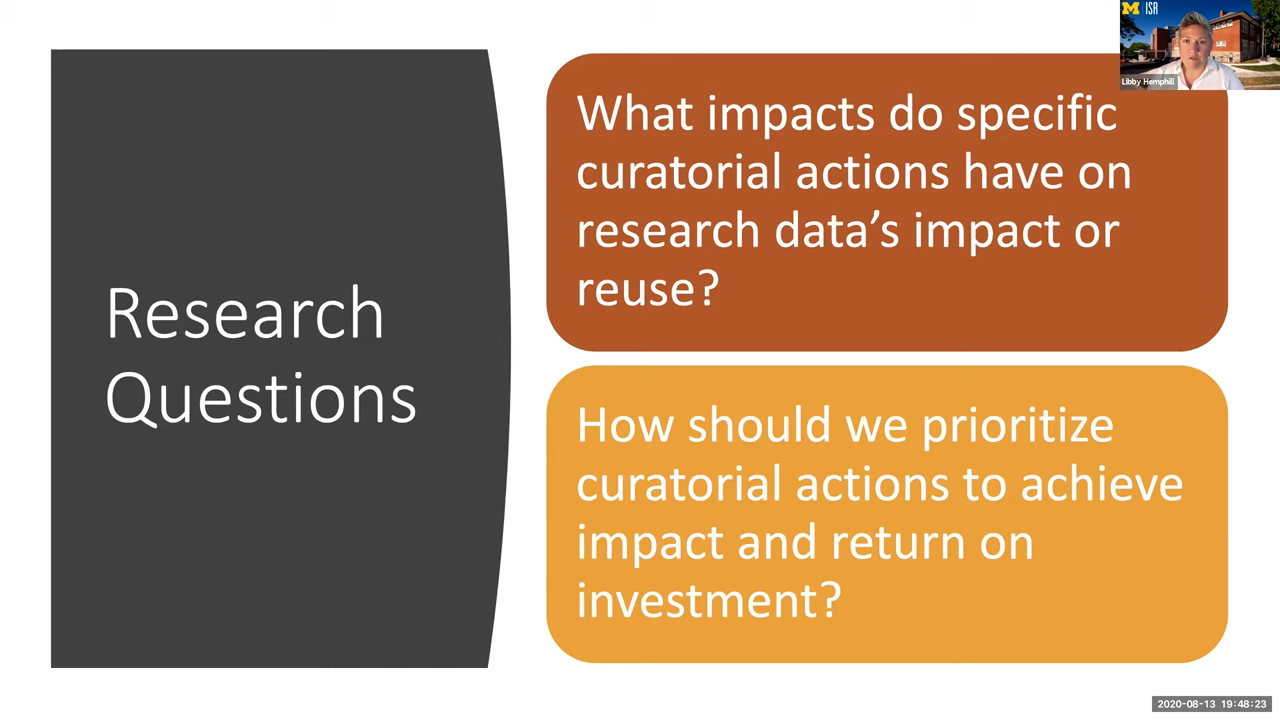 Research
Questions
What impacts do specific
curatorial actions have on
research data’s impact or
reuse?
How should we prioritize
curatorial actions to achieve
impact and return on
investment?
M | ISR
Libby Hemphill
2020-08-13 19:48:23